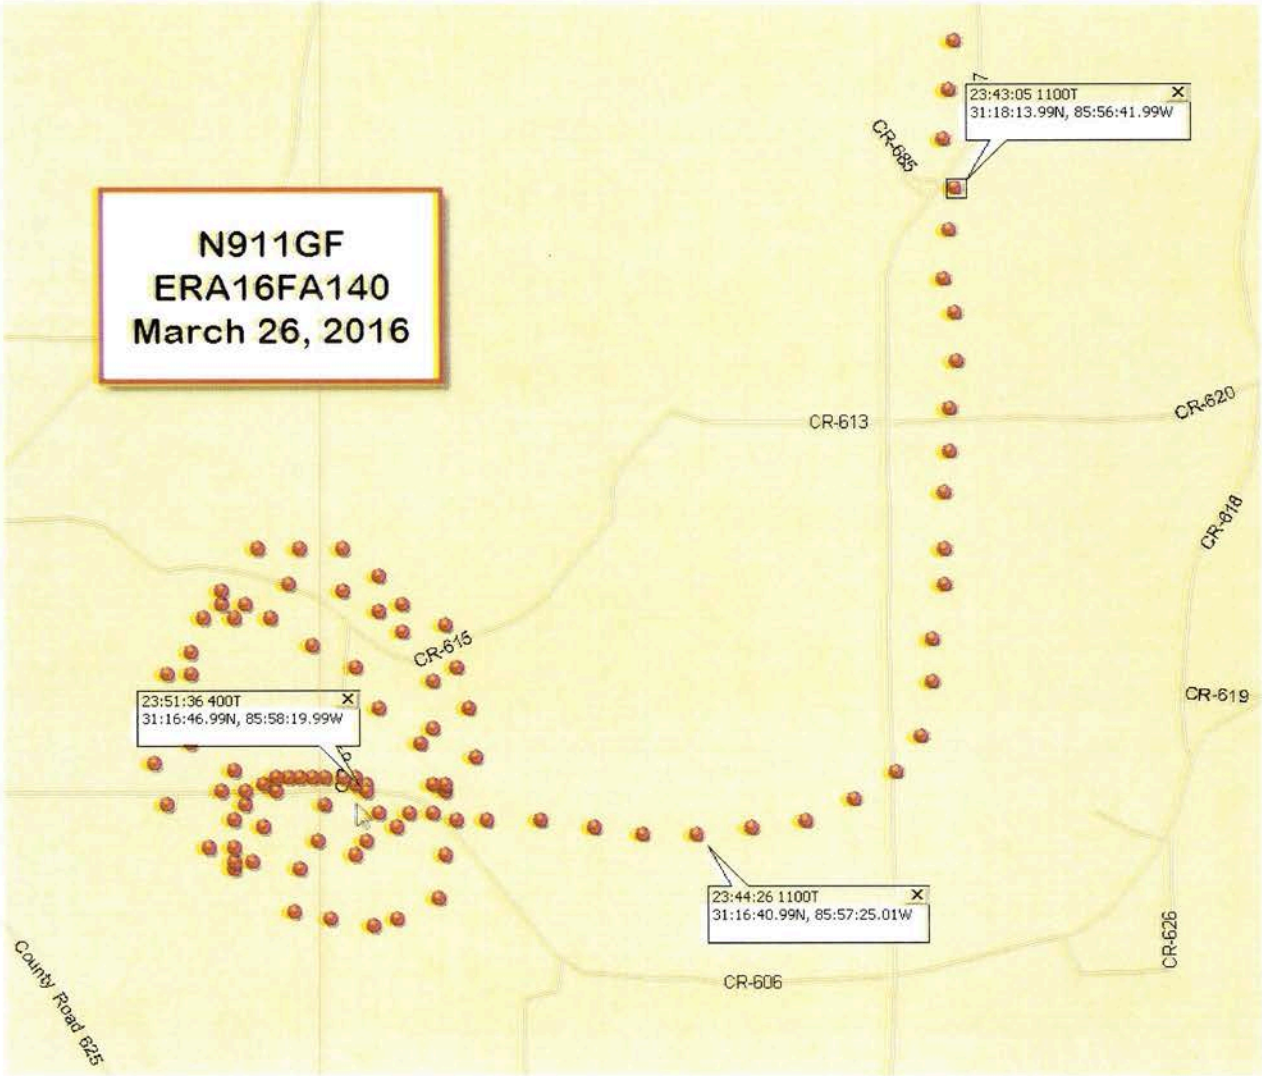 7
23:43:05 1100T
31:18:13.99N, 85:56:41.99W
CR-685
N911GF
ERA16FA140
March 26, 2016
CR-620
CR-613
CR-618
CR-615
CR-619
23:51:36 400T
31:16:46.99N, 85:58:19.99W
23:44:26 1100T
31:16:40.99N, 85:57:25.01W
CR-626
CR-606
County Road 625